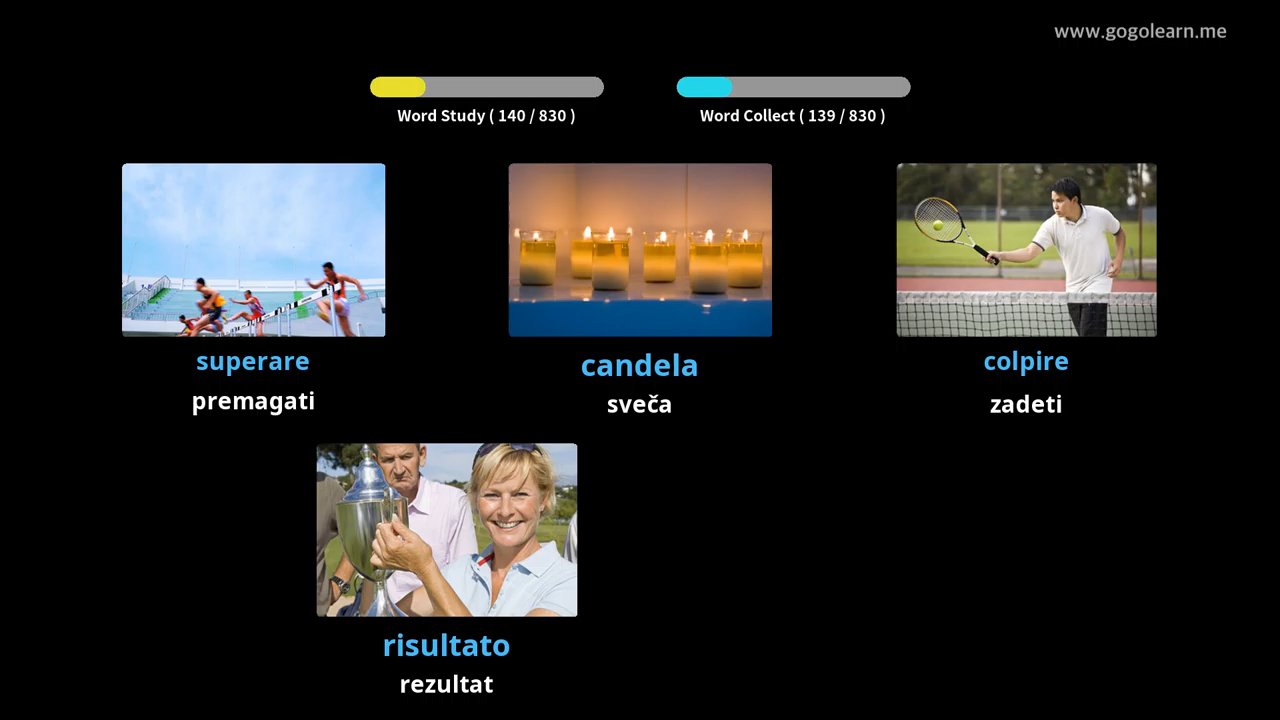 www.gogolearn.me
Word Study ( 140 / 830 )
Word Collect ( 139 / 830 )
superare
premagati
candela
sveča
colpire
zadeti
risultato
rezultat